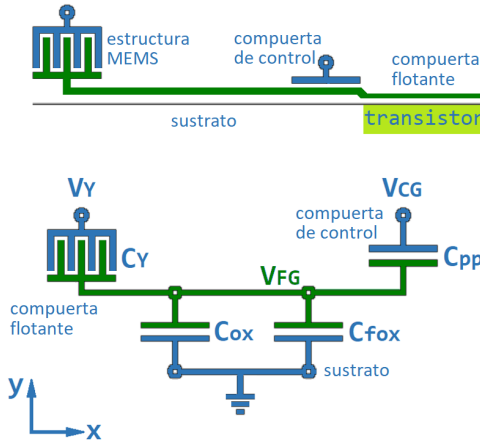 estructura
MEMS
compuerta
de control
compuerta
flotante
sustrato
transistor
VY
VCG
compuerta
de control
CY
Cpp
VFG
compuerta
flotante
Cox
Cfox
sustrato
y
x